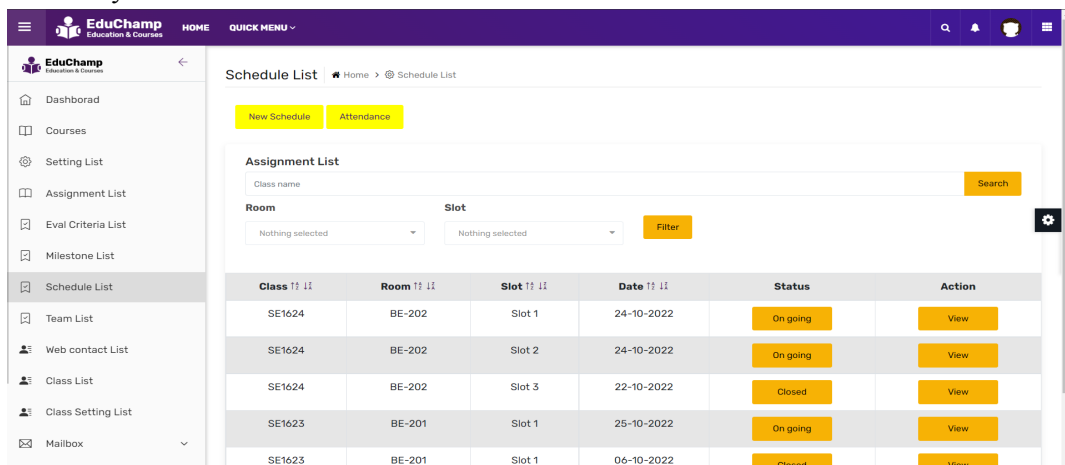 EduChamp
Education & Courses
HOME
QUICK MENU
EduChamp
Education & Courses
Dashborad
Courses
Setting List
Assignment List
Eval Criteria List
Milestone List
Schedule List
Team List
Web contact List
Class List
Class Setting List
Mailbox
Schedule List
Home > Schedule List
New Schedule
Attendance
Assignment List
Class name
Search
Room
Slot
Nothing selected
Nothing selected
Filter
Class Room Slot Date Status Action
SE1624 BE-202 Slot 1 24-10-2022 On going View
SE1624 BE-202 Slot 2 24-10-2022 On going View
SE1624 BE-202 Slot 3 22-10-2022 Closed View
SE1623 BE-201 Slot 1 25-10-2022 On going View
SE1623 BE-201 Slot 1 06-10-2022 Closed View